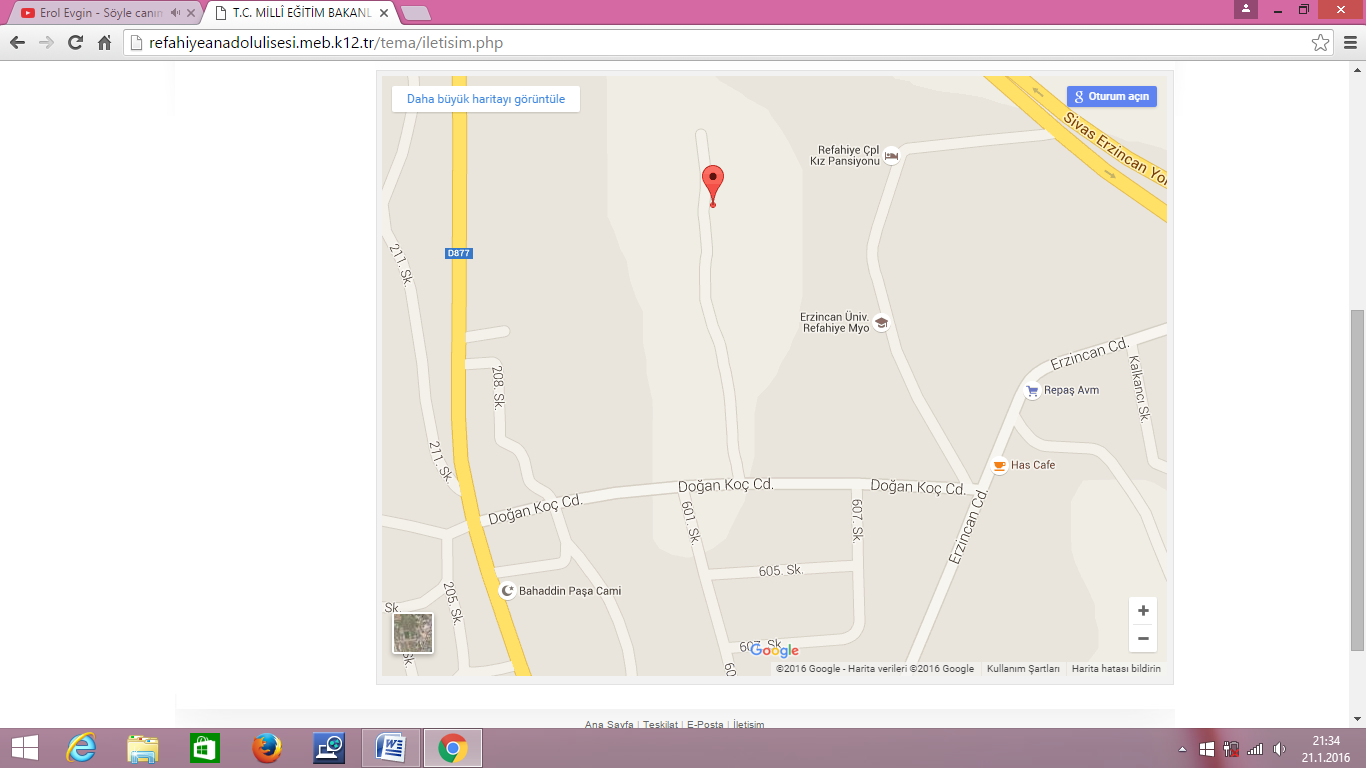 Erol Evgin - Söyle canım
T.C. MİLLÎ EĞİTİM BAKANL
refahiyeanadolulisesi.meb.k12.tr/tema/iletisim.php
Daha büyük haritayı görüntüle
Oturum açın
Sivas Erzincan Yolu
Refahiye Çpl
Kız Pansiyonu
211. Sk.
D877
Erzincan Üniv.
Refahiye Myo
Erzincan Cd.
208. Sk.
Repaş Avm
Kalkancı Sk.
211. Sk.
Has Cafe
Doğan Koç Cd.
Doğan Koç Cd.
Doğan Koç Cd.
601. Sk.
607. Sk.
Erzincan Cd.
605. Sk.
Bahaddin Paşa Cami
205. Sk.
Sk.
Sk.
607. Sk.
Google
60
©2016 Google - Harita verileri ©2016 Google
Kullanım Şartları
Harita hatası bildirin
Ana Sayfa | Teşkilat | E-Posta | İletişim
21:34
21.1.2016